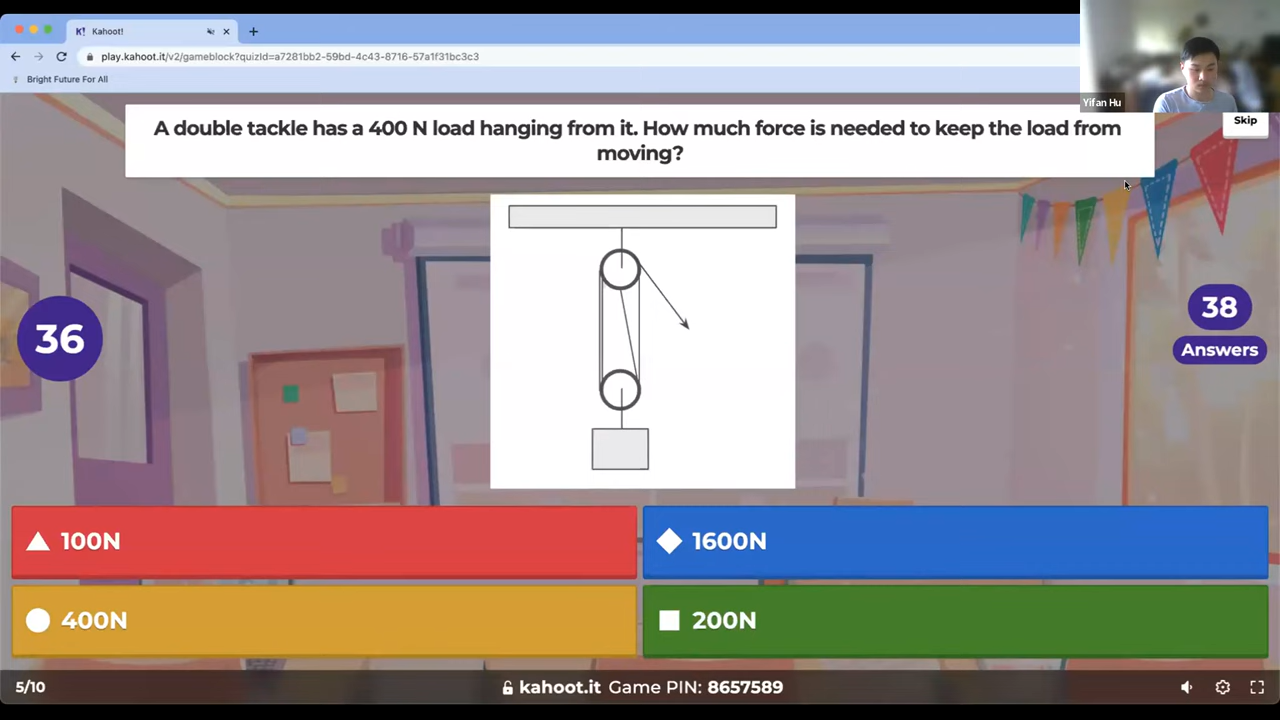 Kahoot!
play.kahoot.it/v2/gameblock?quizId=a7281bb2-59bd-4c43-8716-57a1f31bc3c3
Bright Future For All
Yifan Hu
Skip
A double tackle has a 400 N load hanging from it. How much force is needed to keep the load from
moving?
36
38
Answers
100N
1600N
400N
200N
5/10
kahoot.it Game PIN: 8657589